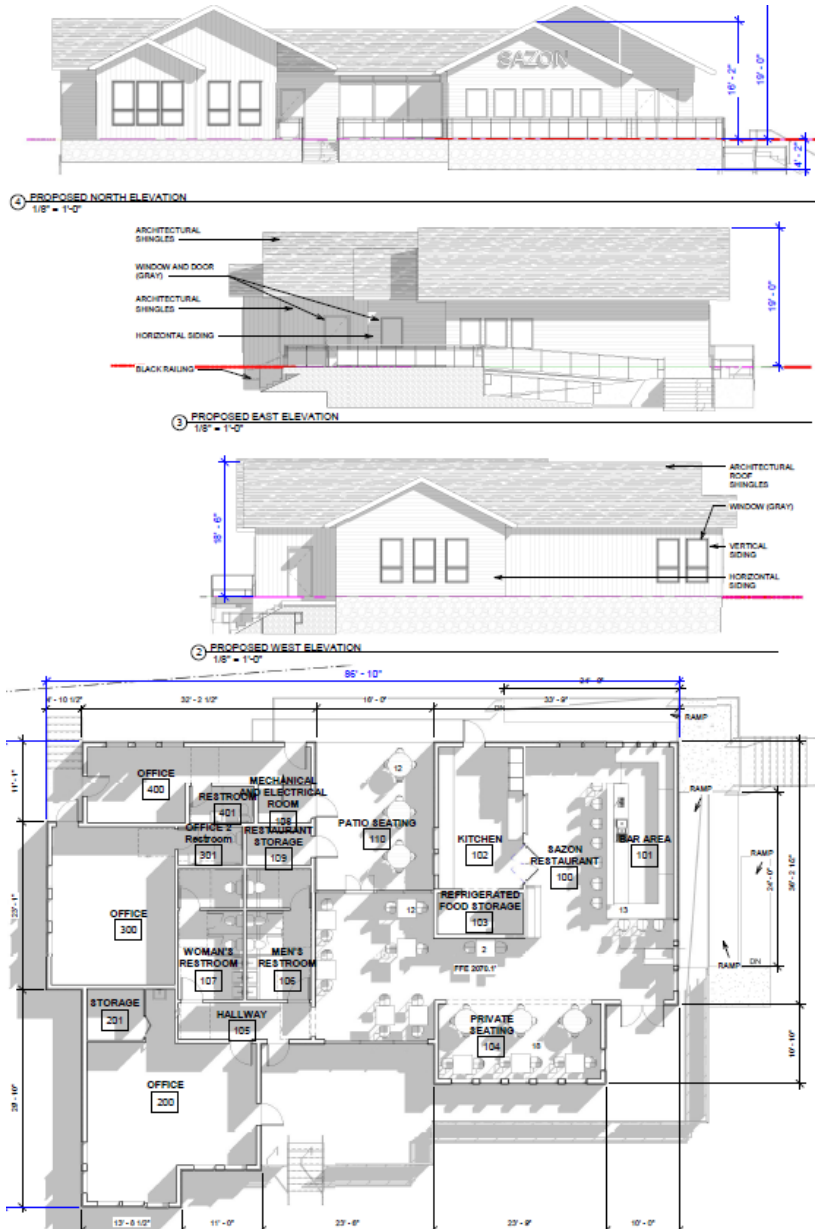 SAZON
16' - 2"
19' - 0"
4' - 2"
4 PROPOSED NORTH ELEVATION
1/8" = 1'-0"
ARCHITECTURAL
SHINGLES
WINDOW AND DOOR
(GRAY)
ARCHITECTURAL
SHINGLES
HORIZONTAL SIDING
BLACK RAILING
19' - 0"
3 PROPOSED EAST ELEVATION
1/8" = 1'-0"
18' - 6"
ARCHITECTURAL
ROOF
SHINGLES
WINDOW (GRAY)
VERTICAL
SIDING
HORIZONTAL
SIDING
2 PROPOSED WEST ELEVATION
1/8" = 1'-0"
86' - 10"
4' - 10 1/2"
32' - 2 1/2"
16' - 0"
33' - 9"
DN
RAMP
11' - 1"
OFFICE
400
RESTROOM
401
MECHANICAL
AND ELECTRICAL
ROOM
108
OFFICE 2
Restroom
301
RESTAURANT
STORAGE
109
12
PATIO SEATING
110
KITCHEN
102
SAZON
RESTAURANT
100
BAR AREA
101
RAMP
RAMP
23' - 1"
OFFICE
300
REFRIGERATED
FOOD STORAGE
103
12
13
2
FFE 2070.1'
WOMAN'S
RESTROOM
107
MEN'S
RESTROOM
106
24' - 0"
DN
RAMP
STORAGE
201
HALLWAY
105
PRIVATE
SEATING
104
18
10' - 10"
OFFICE
200
13' - 8 1/2"
11' - 0"
23' - 6"
23' - 9"
10' - 0"